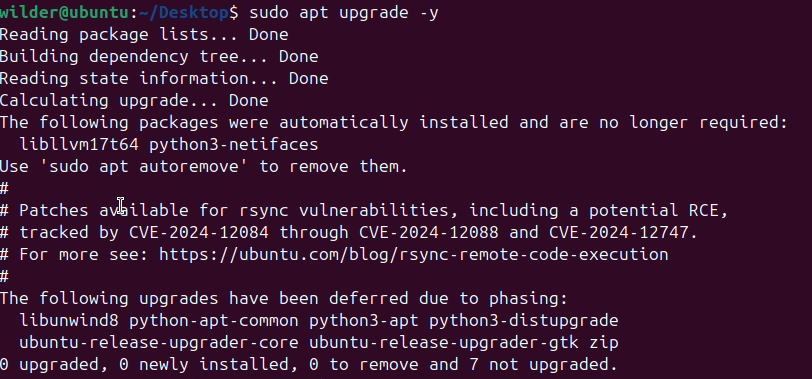 wilder@ubuntu:~/Desktop$ sudo apt upgrade -y
Reading package lists... Done
Building dependency tree... Done
Reading state information... Done
Calculating upgrade... Done
The following packages were automatically installed and are no longer required:
  libllvm17t64 python3-netifaces
Use 'sudo apt autoremove' to remove them.
#
# Patches available for rsync vulnerabilities, including a potential RCE,
# tracked by CVE-2024-12084 through CVE-2024-12088 and CVE-2024-12747.
# For more see: https://ubuntu.com/blog/rsync-remote-code-execution
#
The following upgrades have been deferred due to phasing:
  libunwind8 python-apt-common python3-apt python3-distupgrade
  ubuntu-release-upgrader-core ubuntu-release-upgrader-gtk zip
0 upgraded, 0 newly installed, 0 to remove and 7 not upgraded.